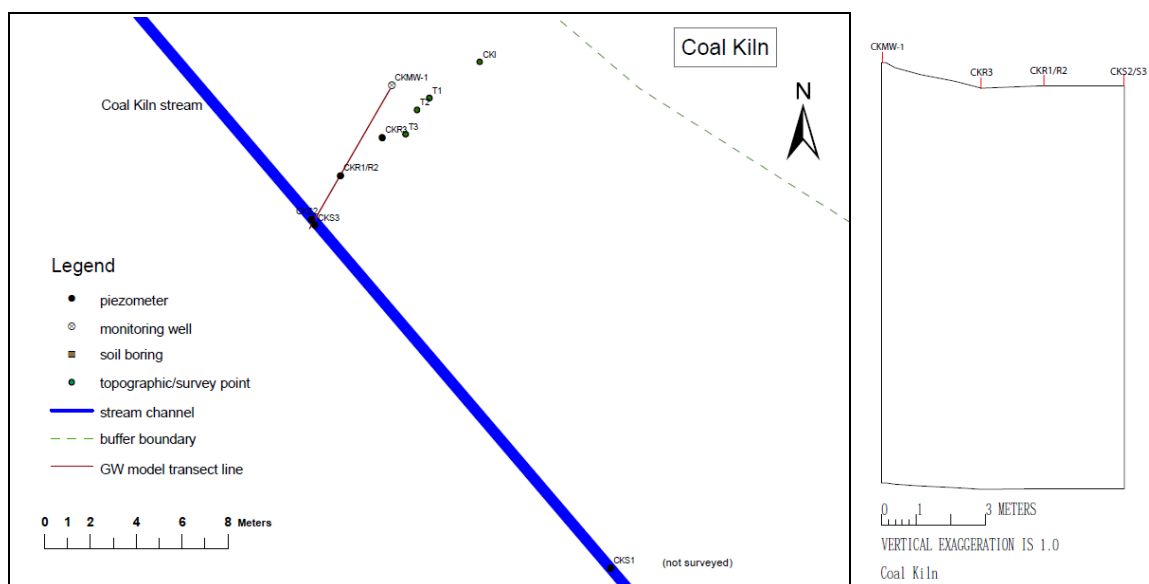 Coal Kiln
CKI
CKMW-1
Coal Kiln stream
T1
T2
T3
CKR3
N
CKR1/R2
CKS3
Legend
piezometer
monitoring well
soil boring
topographic/survey point
stream channel
buffer boundary
GW model transect line
0 1 2 4 6 8 Meters
CKS1 (not surveyed)
CKMW-1
CKR3
CKR1/R2
CKS2/S3
0 1 3 METERS
VERTICAL EXAGGERATION IS 1.0
Coal Kiln